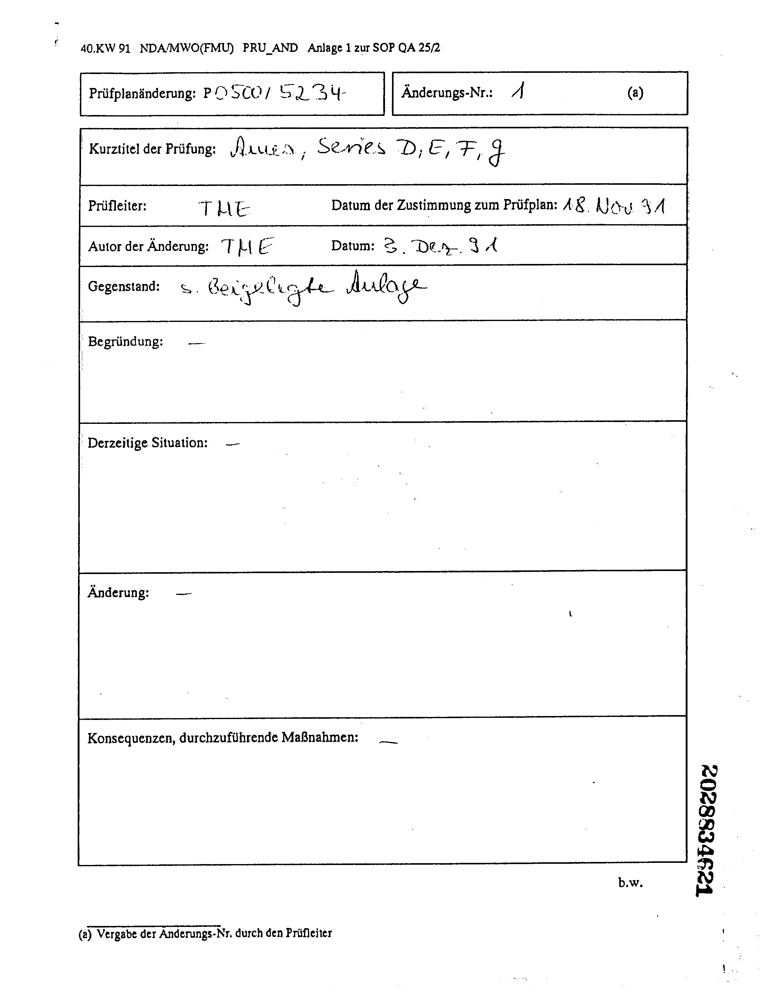 40.KW 91 NDA/MWO(FMU) PRU_AND Anlage 1 zur SOP QA 25/2
Prüfplanänderung: P 0500/ 5234
Änderungs-Nr.: 1 (a)
Kurztitel der Prüfung: Ames, Series D, E, F, G
Prüfleiter: TME Datum der Zustimmung zum Prüfplan: 18. Nov 91
Autor der Änderung: TME Datum: 3. Dez. 91
Gegenstand: s. Beigelegte Anlage
Begründung: —
Derzeitige Situation: —
Änderung: —
Konsequenzen, durchzuführende Maßnahmen: —
2028834621
b.w.
(a) Vergabe der Änderungs-Nr. durch den Prüfleiter